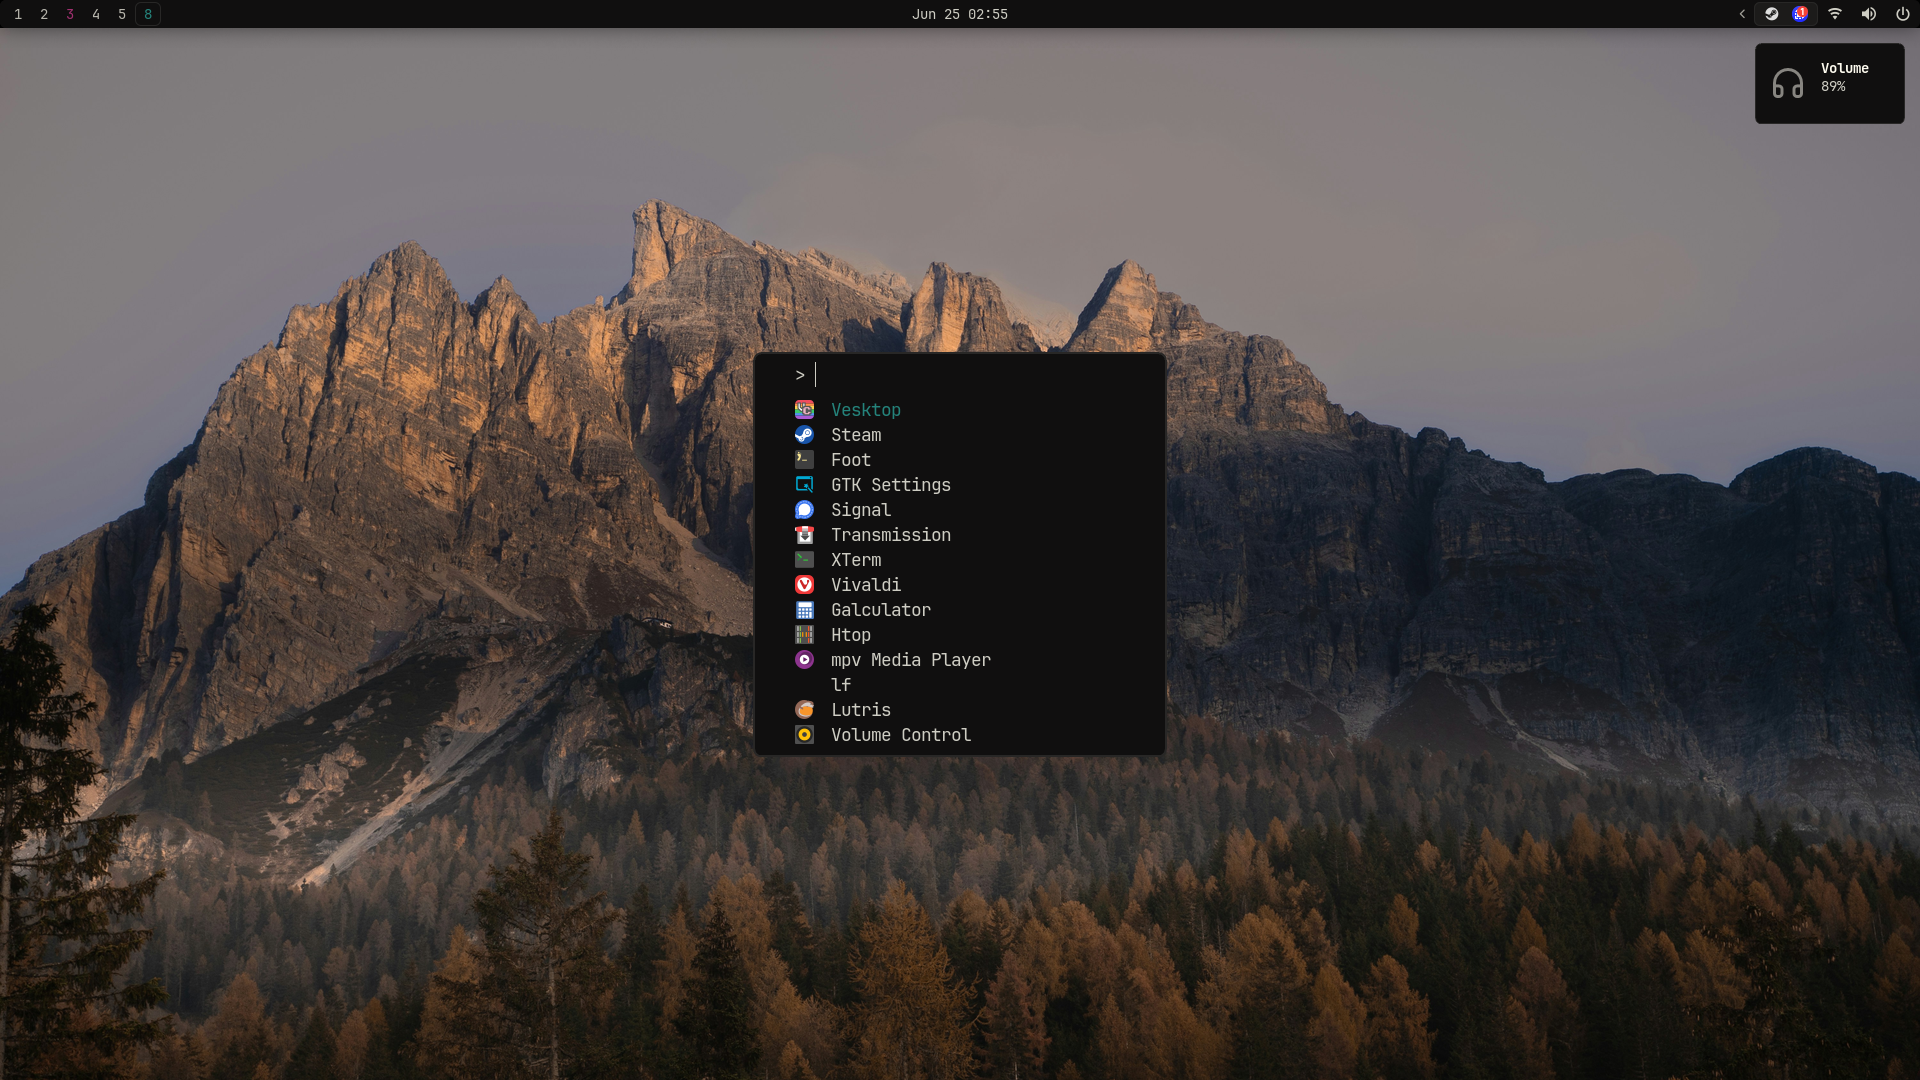 1 2 3 4 5 8
Jun 25 02:55
1
Volume
89%
>
Vesktop
Steam
Foot
GTK Settings
Signal
Transmission
XTerm
Vivaldi
Galculator
Htop
mpv Media Player
lf
Lutris
Volume Control